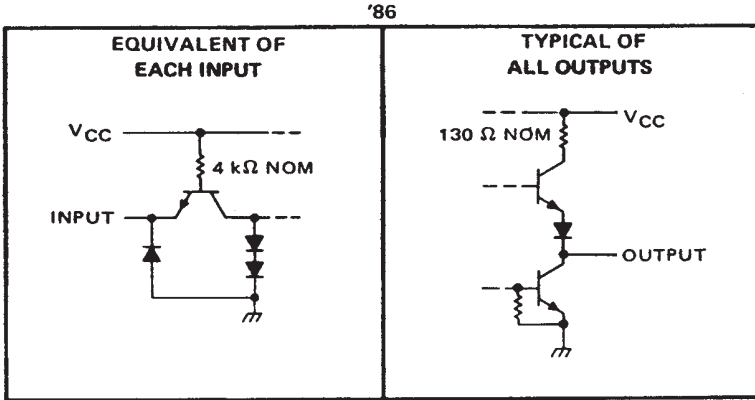 '86
EQUIVALENT OF
EACH INPUT
VCC
4 kΩ NOM
INPUT
TYPICAL OF
ALL OUTPUTS
VCC
130 Ω NOM
OUTPUT